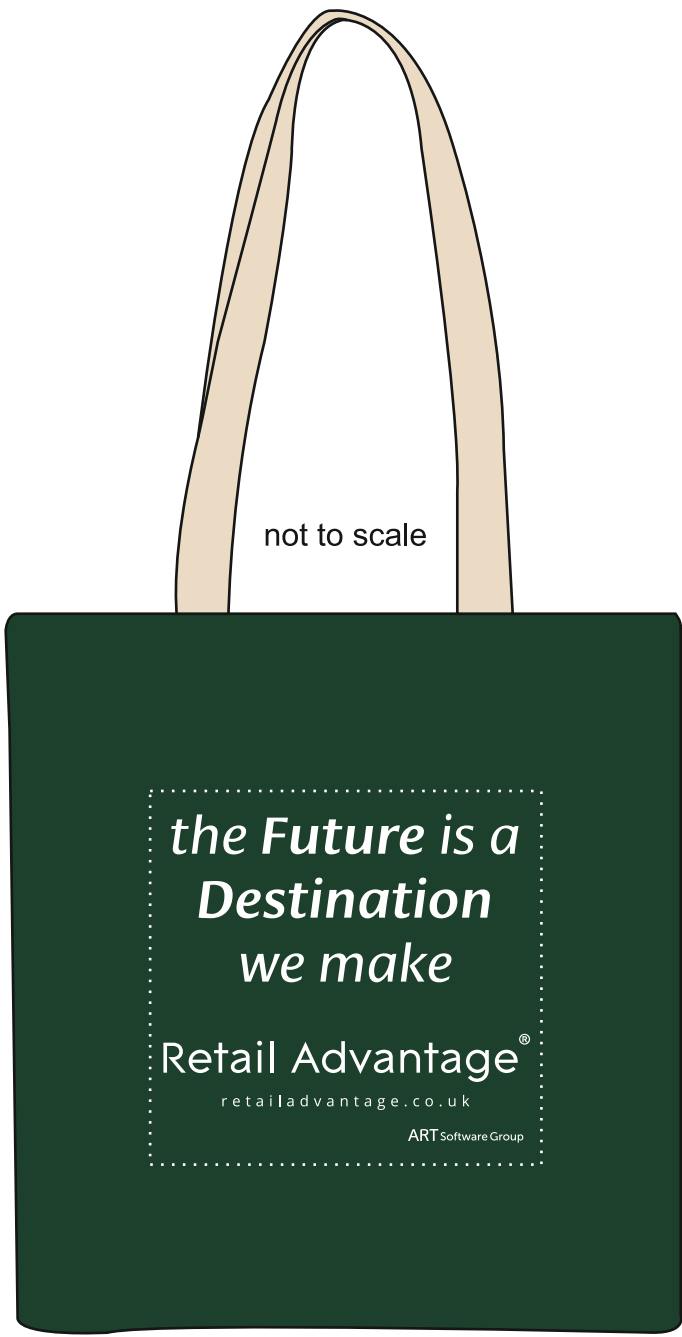 not to scale
the Future is a
Destination
we make
Retail Advantage®
retailadvantage.co.uk
ART Software Group